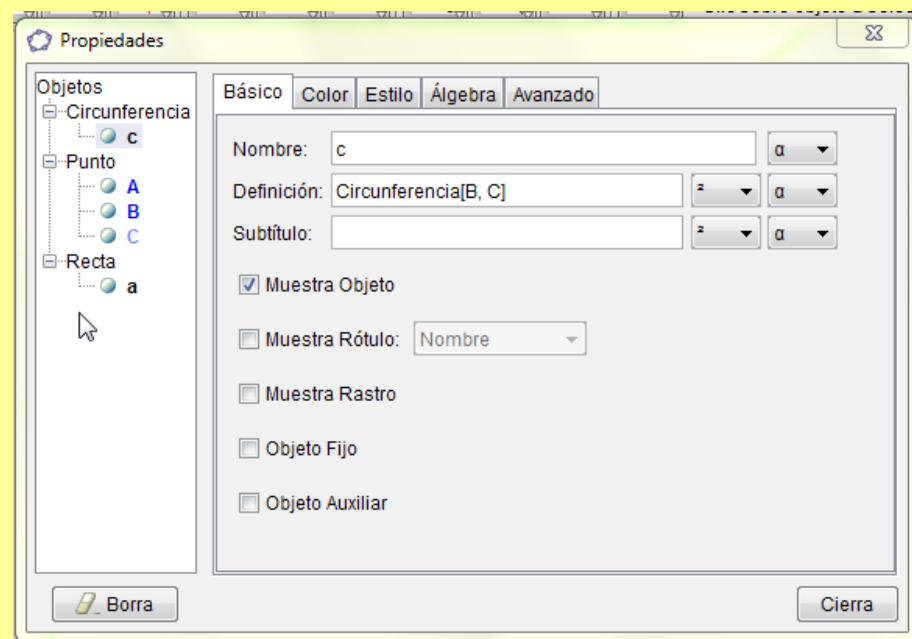 Propiedades
Objetos
Circunferencia
c
Punto
A
B
C
Recta
a
Básico Color Estilo Álgebra Avanzado
Nombre: c α
Definición: Circunferencia[B, C] ² α
Subtítulo: ² α
Muestra Objeto
Muestra Rótulo: Nombre
Muestra Rastro
Objeto Fijo
Objeto Auxiliar
Borra Cierra